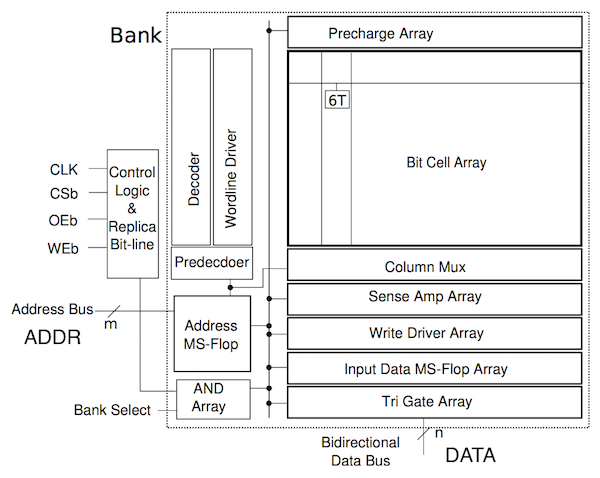 Bank
Precharge Array
6T
Bit Cell Array
Decoder
Wordline Driver
CLK
CSb
OEb
WEb
Control
Logic
&
Replica
Bit-line
Predecdoer
Column Mux
Sense Amp Array
Address Bus
m
ADDR
Address
MS-Flop
Write Driver Array
Input Data MS-Flop Array
AND
Array
Bank Select
Tri Gate Array
n
Bidirectional
Data Bus
DATA